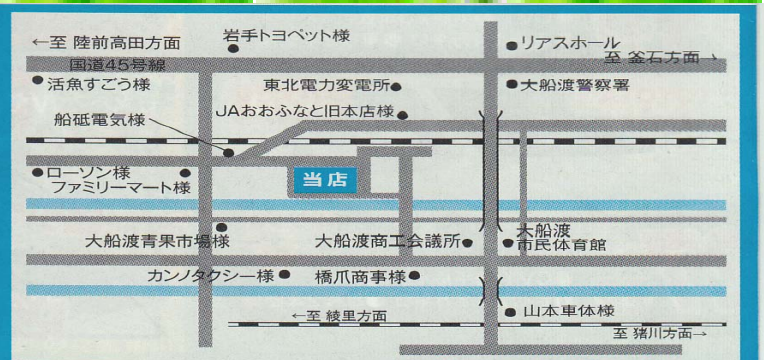 ←至 陸前高田方面
岩手トヨペット様
リアスホール
至 釜石方面→
国道45号線
活魚すごう様
東北電力変電所
大船渡警察署
船砥電気様
JAおおふなと旧本店様
ローソン様
ファミリーマート様
当店
大船渡青果市場様
大船渡商工会議所
大船渡
市民体育館
カンノタクシー様
橋爪商事様
←至 綾里方面
山本車体様
至 猪川方面→